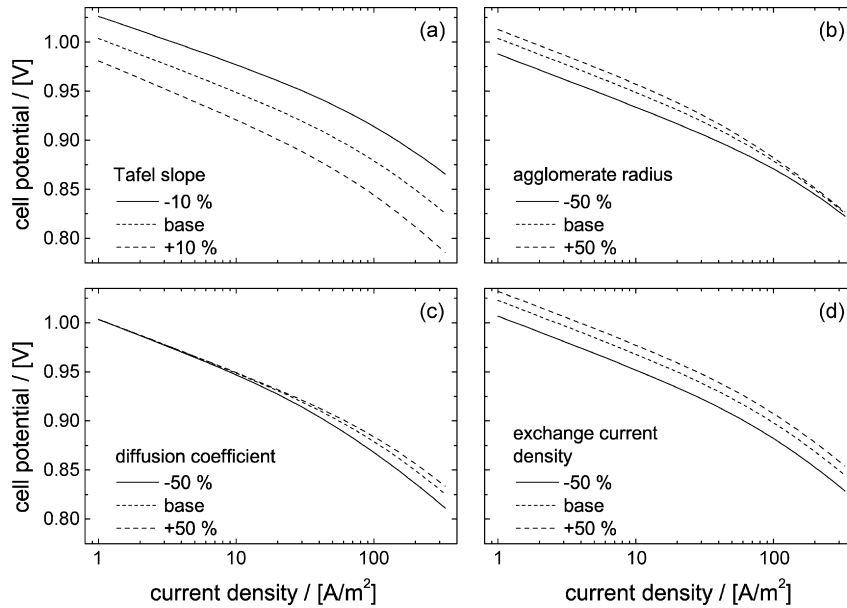 (a)
1.00
0.95
0.90
0.85
0.80
cell potential / [V]
Tafel slope
-10 %
base
+10 %
(b)
agglomerate radius
-50 %
base
+50 %
(c)
1.00
0.95
0.90
0.85
0.80
cell potential / [V]
diffusion coefficient
-50 %
base
+50 %
1
10
100
current density / [A/m²]
(d)
exchange current
density
-50 %
base
+50 %
1
10
100
current density / [A/m²]